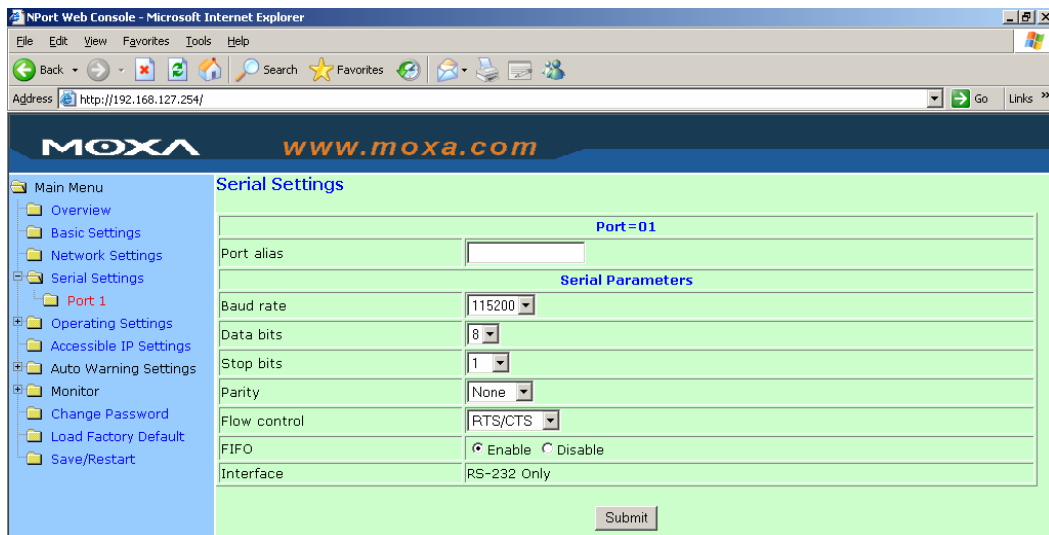 NPort Web Console - Microsoft Internet Explorer
File Edit View Favorites Tools Help
Back Search Favorites
Address http://192.168.127.254/ Go Links »
MOXA www.moxa.com
Main Menu
Overview
Basic Settings
Network Settings
Serial Settings
Port 1
Operating Settings
Accessible IP Settings
Auto Warning Settings
Monitor
Change Password
Load Factory Default
Save/Restart
Serial Settings
Port=01
Port alias
Serial Parameters
Baud rate 115200
Data bits 8
Stop bits 1
Parity None
Flow control RTS/CTS
FIFO Enable Disable
Interface RS-232 Only
Submit